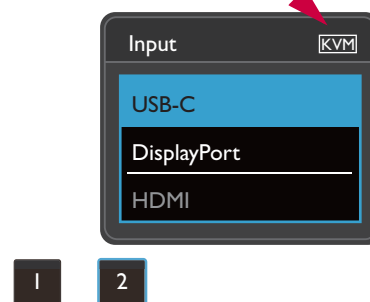 Input KVM
USB-C
DisplayPort
HDMI
1 2